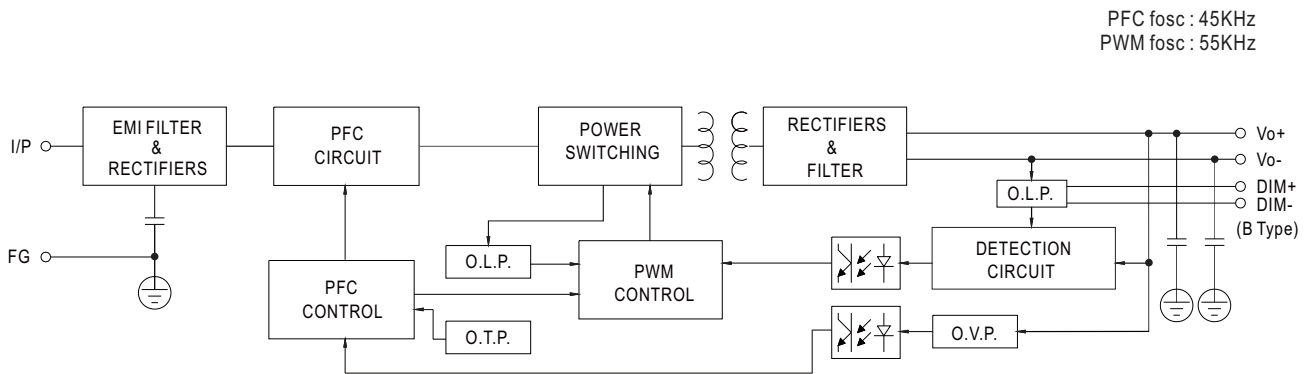 PFC fosc : 45KHz
PWM fosc : 55KHz
I/P
EMI FILTER
&
RECTIFIERS
PFC
CIRCUIT
POWER
SWITCHING
RECTIFIERS
&
FILTER
Vo+
Vo-
DIM+
DIM-
(B Type)
O.L.P.
FG
PFC
CONTROL
O.L.P.
O.T.P.
PWM
CONTROL
DETECTION
CIRCUIT
O.V.P.